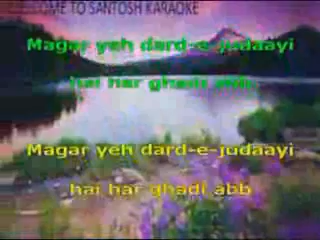 WELCOME TO SANTOSH KARAOKE
Magar yeh dard-e-judaayi
hai har ghadi abb
Magar yeh dard-e-judaayi
hai har ghadi abb